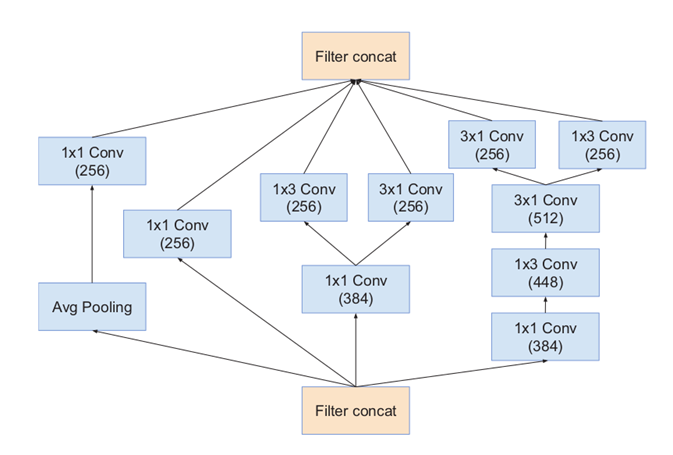 Filter concat
3x1 Conv
(256)
1x3 Conv
(256)
1x1 Conv
(256)
1x3 Conv
(256)
3x1 Conv
(256)
3x1 Conv
(512)
1x1 Conv
(256)
1x3 Conv
(448)
1x1 Conv
(384)
Avg Pooling
1x1 Conv
(384)
Filter concat